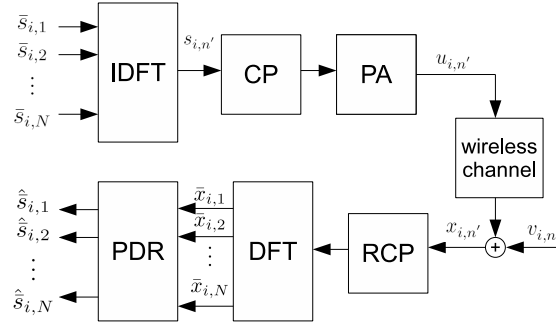 s̄_{i,1}
s̄_{i,2}
⋮
s̄_{i,N}
IDFT
s_{i,n'}
CP
PA
u_{i,n'}
wireless
channel
v_{i,n}
+
x_{i,n'}
RCP
DFT
x̄_{i,1}
x̄_{i,2}
⋮
x̄_{i,N}
PDR
ŝ̄_{i,1}
ŝ̄_{i,2}
⋮
ŝ̄_{i,N}